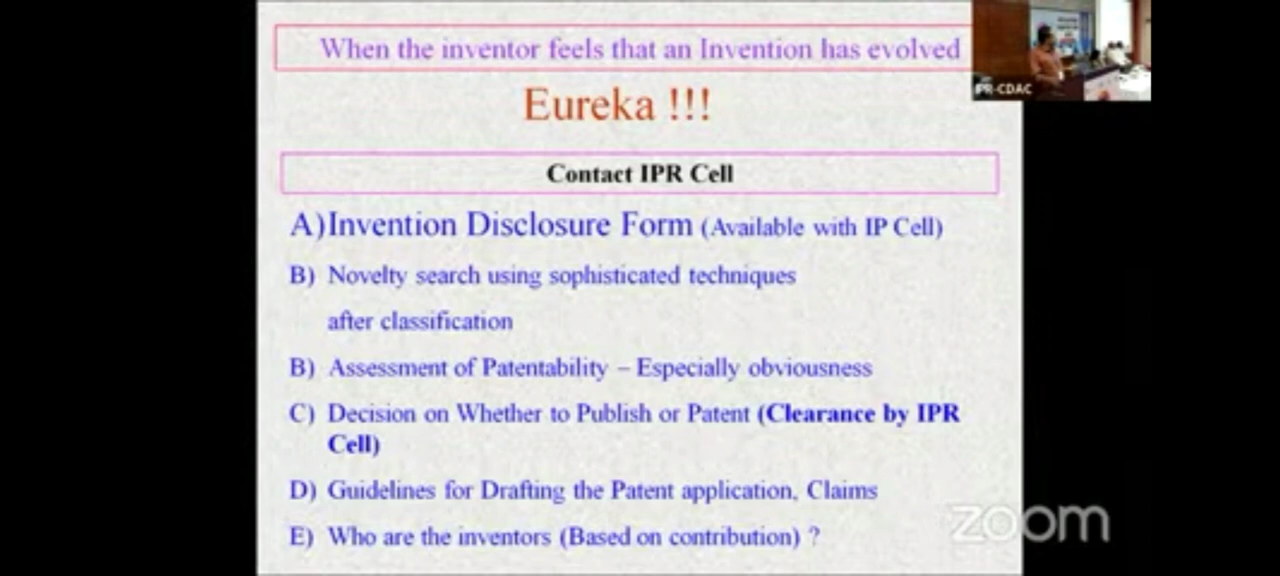 When the inventor feels that an Invention has evolved
Eureka !!!
IPR-CDAC
Contact IPR Cell
A)Invention Disclosure Form (Available with IP Cell)
B) Novelty search using sophisticated techniques
after classification
B) Assessment of Patentability – Especially obviousness
C) Decision on Whether to Publish or Patent (Clearance by IPR
Cell)
D) Guidelines for Drafting the Patent application, Claims
E) Who are the inventors (Based on contribution) ?
zoom